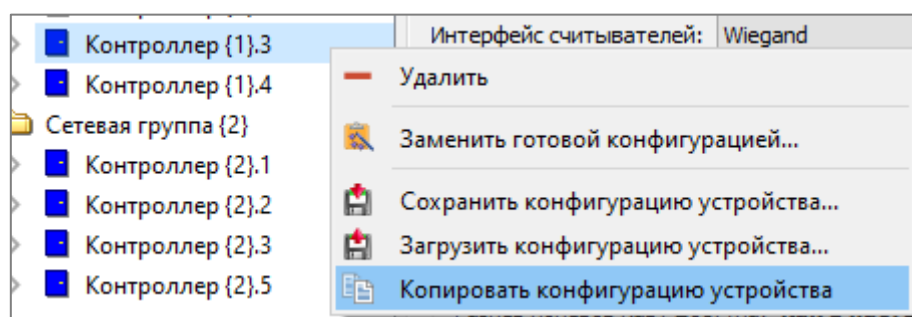 Контроллер {1}.3
Интерфейс считывателей: Wiegand
Контроллер {1}.4
Удалить
Сетевая группа {2}
Заменить готовой конфигурацией...
Контроллер {2}.1
Контроллер {2}.2
Сохранить конфигурацию устройства...
Контроллер {2}.3
Загрузить конфигурацию устройства...
Контроллер {2}.5
Копировать конфигурацию устройства